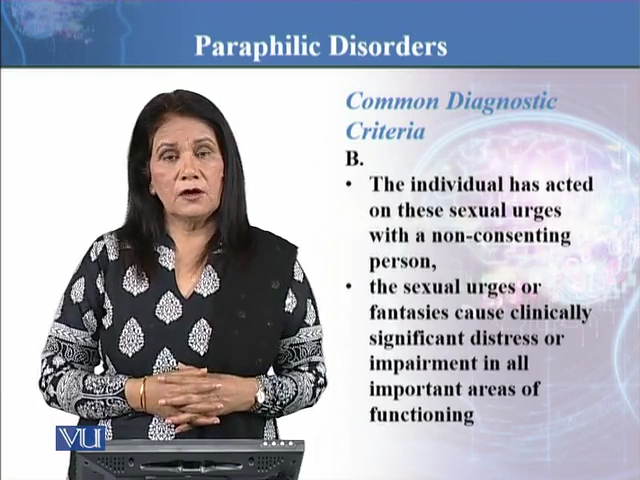 Paraphilic Disorders
Common Diagnostic
Criteria
B.
• The individual has acted
on these sexual urges
with a non-consenting
person,
• the sexual urges or
fantasies cause clinically
significant distress or
impairment in all
important areas of
functioning
VU